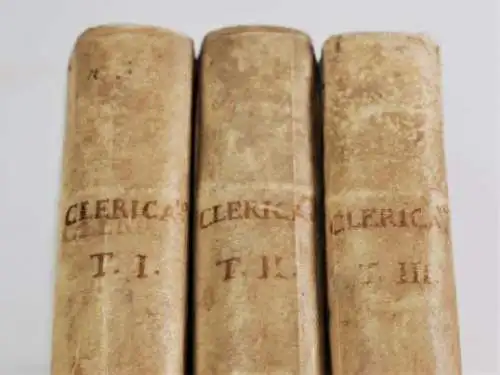 CLERICA
T. I.
CLERICA
T. II.
CLERICA
T. III.